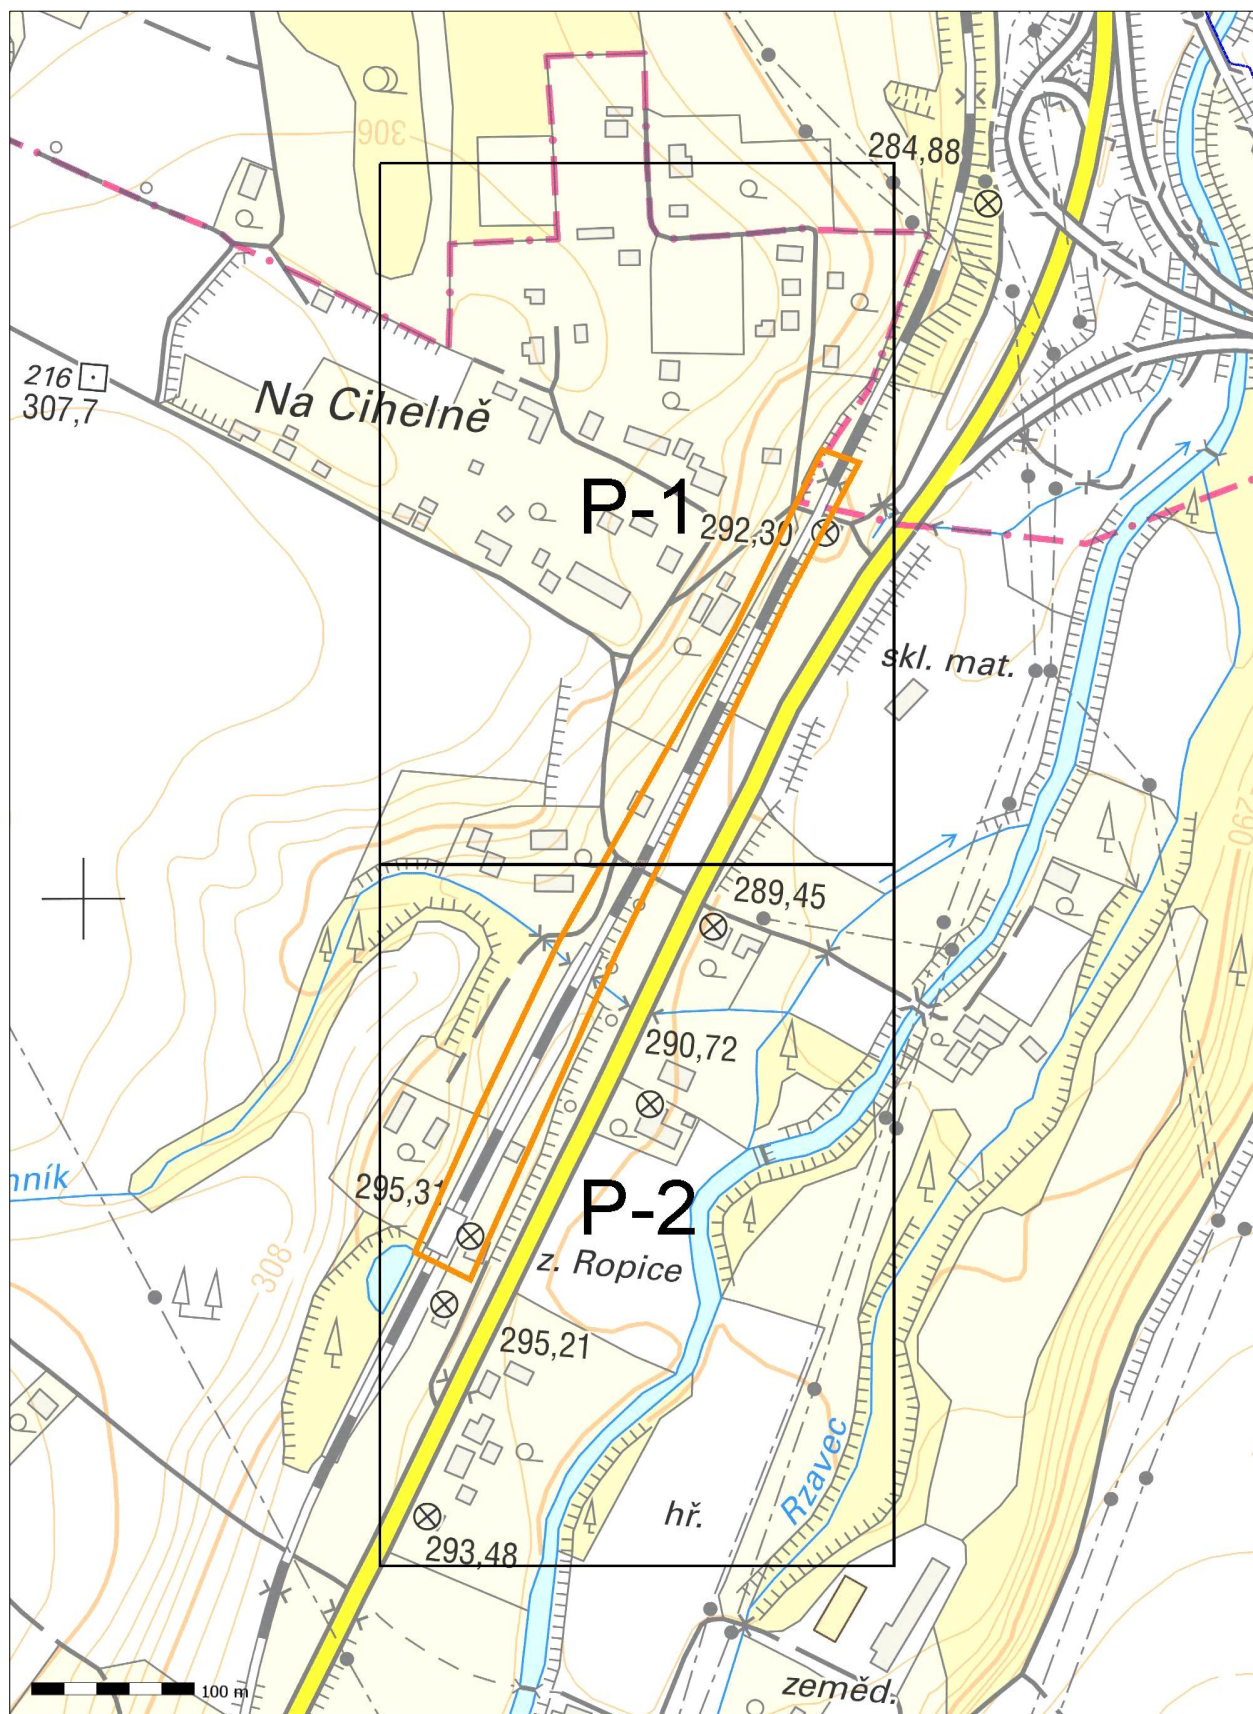 306
284,88
216
307,7
Na Cihelně
P-1
292,30
skl. mat.
290
289,45
290,72
nník
295,31
P-2
308
z. Ropice
295,21
Rzavec
hř.
293,48
zeměd.
100 m